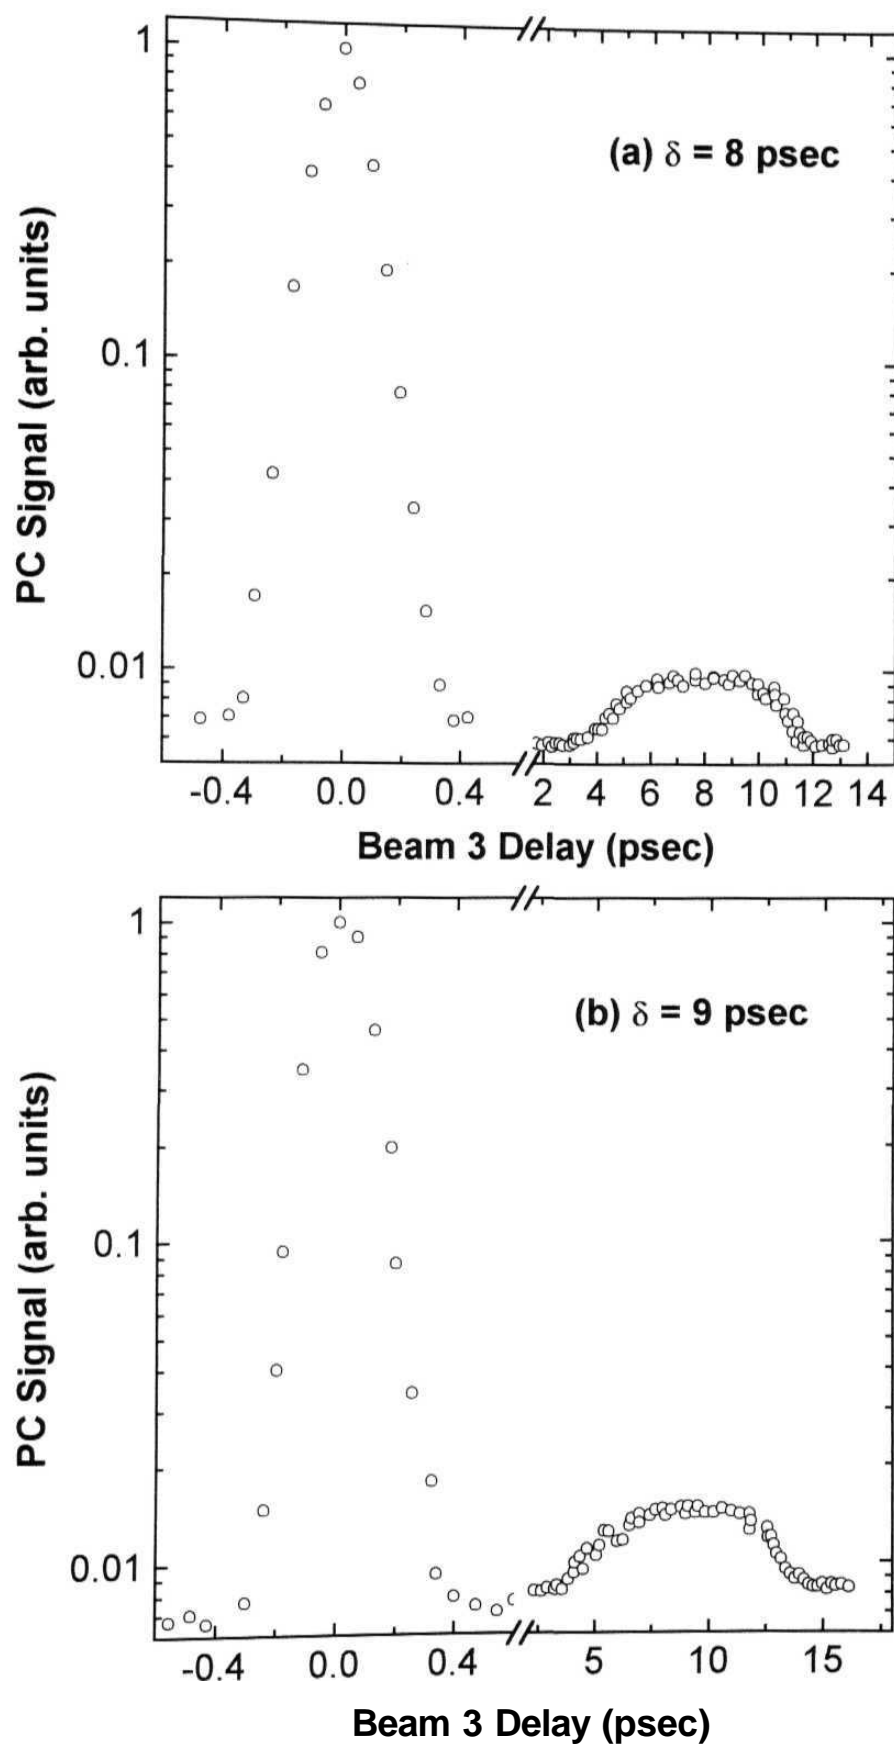 1
(a) δ = 8 psec
PC Signal (arb. units)
0.1
0.01
-0.4 0.0 0.4 2 4 6 8 10 12 14
Beam 3 Delay (psec)
1
(b) δ = 9 psec
PC Signal (arb. units)
0.1
0.01
-0.4 0.0 0.4 5 10 15
Beam 3 Delay (psec)